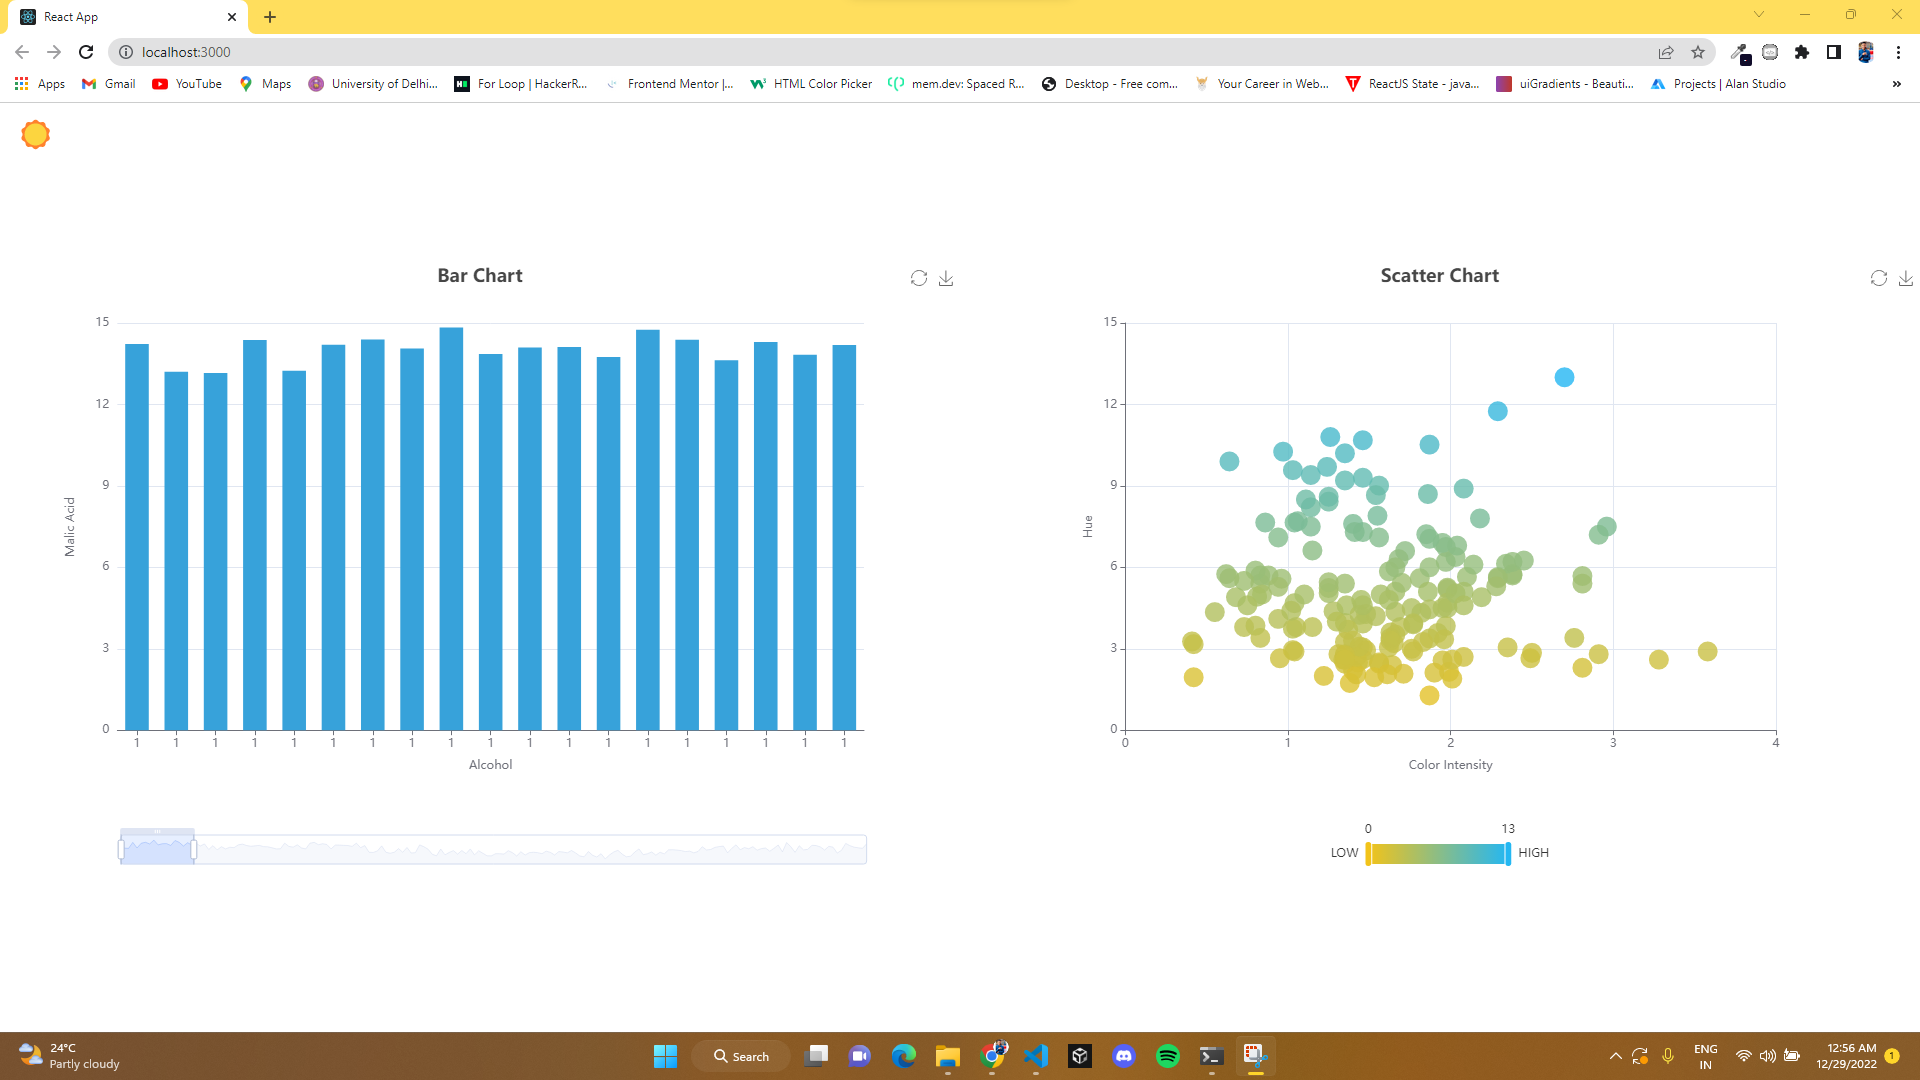 React App
localhost:3000
Apps Gmail YouTube Maps University of Delhi... For Loop | HackerR... Frontend Mentor |... HTML Color Picker mem.dev: Spaced R... Desktop - Free com... Your Career in Web... ReactJS State - java... uiGradients - Beauti... Projects | Alan Studio »
Bar Chart
15
12
9
6
3
0
Malic Acid
1 1 1 1 1 1 1 1 1 1 1 1 1 1 1 1 1 1 1
Alcohol
Scatter Chart
15
12
9
6
3
0
Hue
0 1 2 3 4
Color Intensity
0 13
LOW HIGH
24°C
Partly cloudy
Search
ENG
IN
12:56 AM
12/29/2022
1